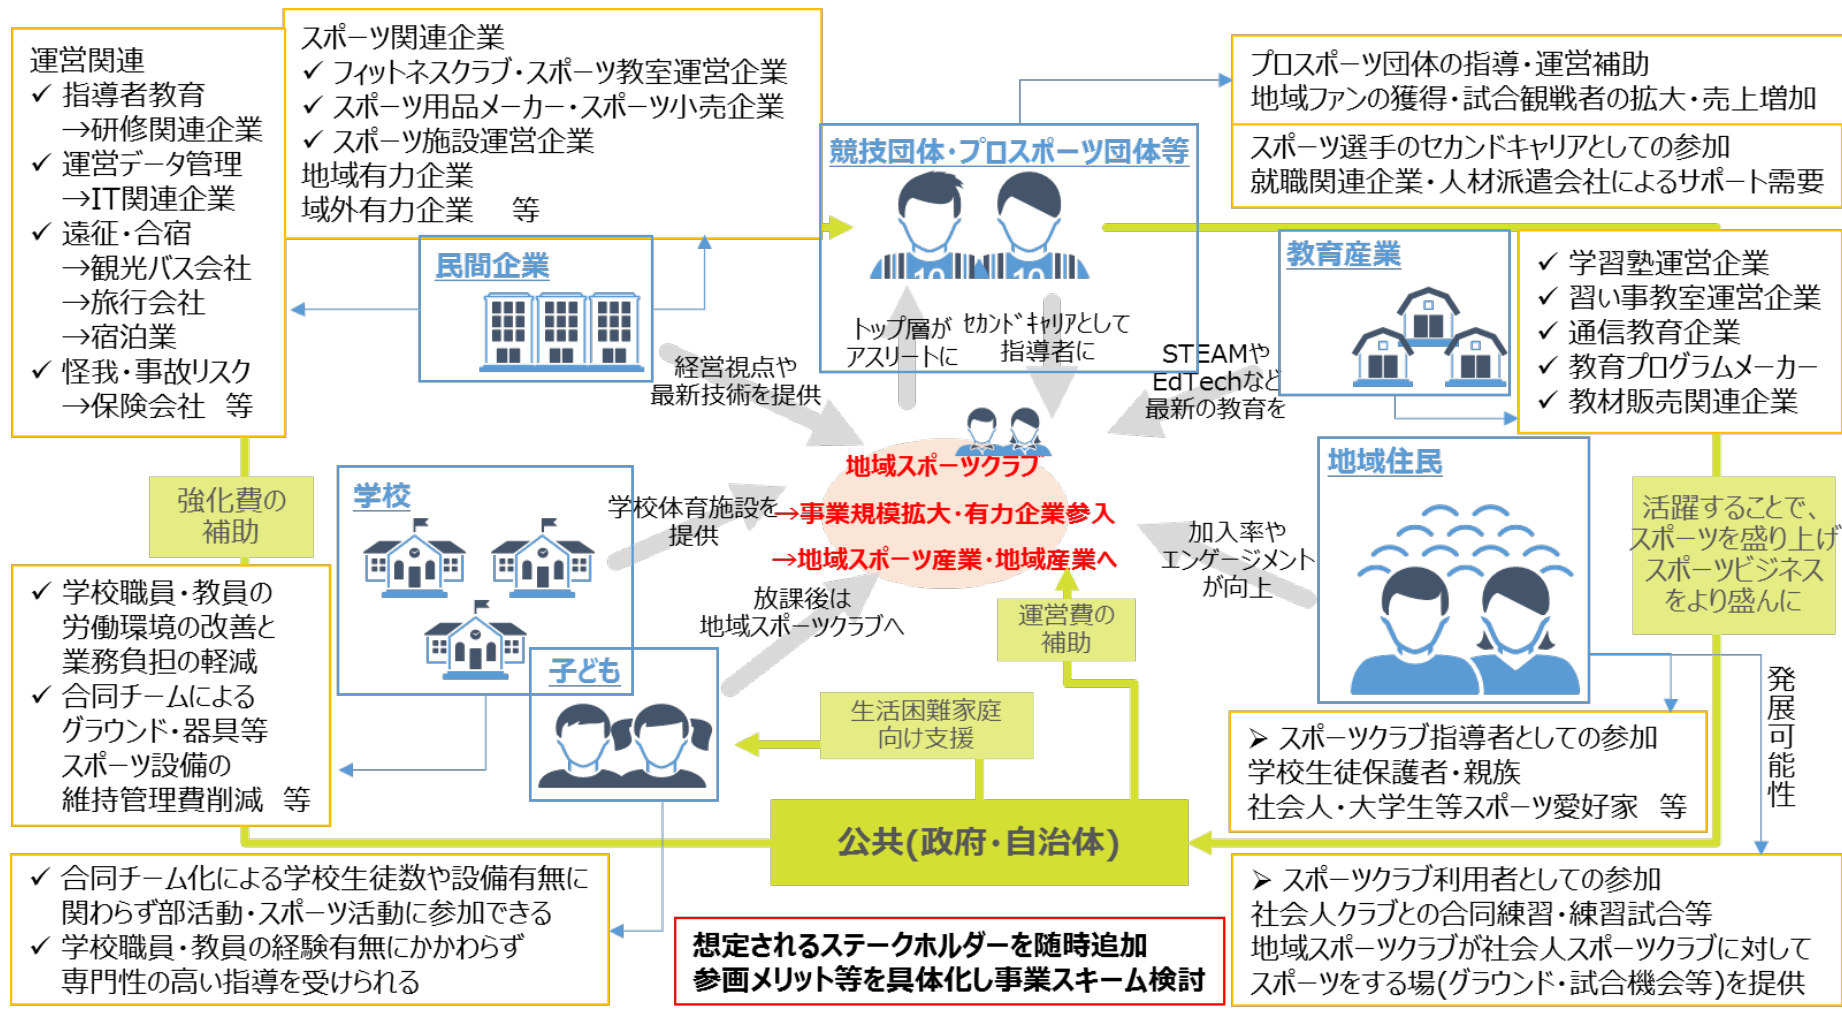 運営関連
✓ 指導者教育
→研修関連企業
✓ 運営データ管理
→IT関連企業
✓ 遠征・合宿
→観光バス会社
→旅行会社
→宿泊業
✓ 怪我・事故リスク
→保険会社 等
スポーツ関連企業
✓ フィットネスクラブ・スポーツ教室運営企業
✓ スポーツ用品メーカー・スポーツ小売企業
✓ スポーツ施設運営企業
地域有力企業
域外有力企業 等
民間企業
経営視点や
最新技術を提供
競技団体・プロスポーツ団体等
トップ層が
アスリートに
セカンドキャリアとして
指導者に
プロスポーツ団体の指導・運営補助
地域ファンの獲得・試合観戦者の拡大・売上増加
スポーツ選手のセカンドキャリアとしての参加
就職関連企業・人材派遣会社によるサポート需要
教育産業
STEAMや
EdTechなど
最新の教育を
✓ 学習塾運営企業
✓ 習い事教室運営企業
✓ 通信教育企業
✓ 教育プログラムメーカー
✓ 教材販売関連企業
強化費の
補助
学校
学校体育施設を
提供
地域スポーツクラブ
→事業規模拡大・有力企業参入
→地域スポーツ産業・地域産業へ
加入率や
エンゲージメント
が向上
地域住民
活躍することで、
スポーツを盛り上げ
スポーツビジネス
をより盛んに
✓ 学校職員・教員の
労働環境の改善と
業務負担の軽減
✓ 合同チームによる
グラウンド・器具等
スポーツ設備の
維持管理費削減 等
子ども
放課後は
地域スポーツクラブへ
運営費の
補助
生活困難家庭
向け支援
発展可能性
➢ スポーツクラブ指導者としての参加
学校生徒保護者・親族
社会人・大学生等スポーツ愛好家 等
公共(政府・自治体)
✓ 合同チーム化による学校生徒数や設備有無に
関わらず部活動・スポーツ活動に参加できる
✓ 学校職員・教員の経験有無にかかわらず
専門性の高い指導を受けられる
想定されるステークホルダーを随時追加
参画メリット等を具体化し事業スキーム検討
➢ スポーツクラブ利用者としての参加
社会人クラブとの合同練習・練習試合等
地域スポーツクラブが社会人スポーツクラブに対して
スポーツをする場(グラウンド・試合機会等)を提供